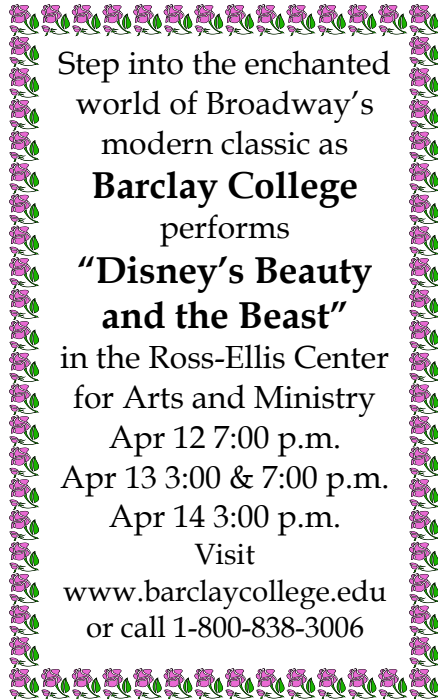 Step into the enchanted
world of Broadway’s
modern classic as
Barclay College
performs
“Disney’s Beauty
and the Beast”
in the Ross-Ellis Center
for Arts and Ministry
Apr 12 7:00 p.m.
Apr 13 3:00 & 7:00 p.m.
Apr 14 3:00 p.m.
Visit
www.barclaycollege.edu
or call 1-800-838-3006